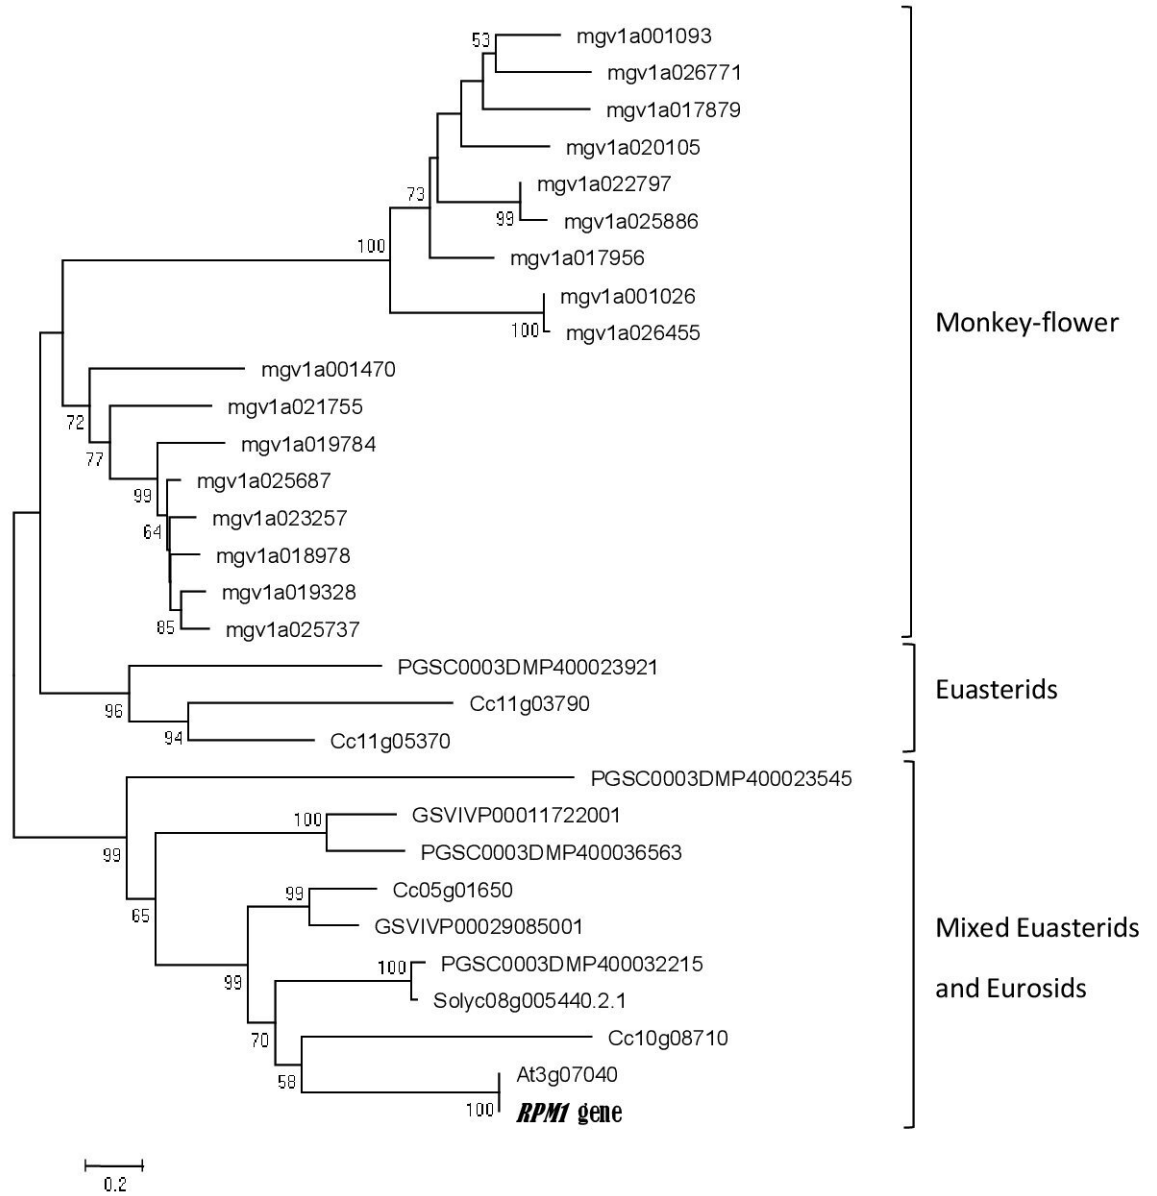 53
mgv1a001093
mgv1a026771
mgv1a017879
mgv1a020105
73
mgv1a022797
99
mgv1a025886
100
mgv1a017956
mgv1a001026
100
mgv1a026455
Monkey-flower
mgv1a001470
72
mgv1a021755
77
mgv1a019784
99
mgv1a025687
64
mgv1a023257
mgv1a018978
mgv1a019328
85
mgv1a025737
PGSC0003DMP400023921
96
Cc11g03790
94
Cc11g05370
Euasterids
PGSC0003DMP400023545
99
100
GSVIVP00011722001
PGSC0003DMP400036563
65
99
Cc05g01650
GSVIVP00029085001
99
100
PGSC0003DMP400032215
Solyc08g005440.2.1
70
Cc10g08710
58
At3g07040
100
RPM1 gene
Mixed Euasterids
and Eurosids
0.2